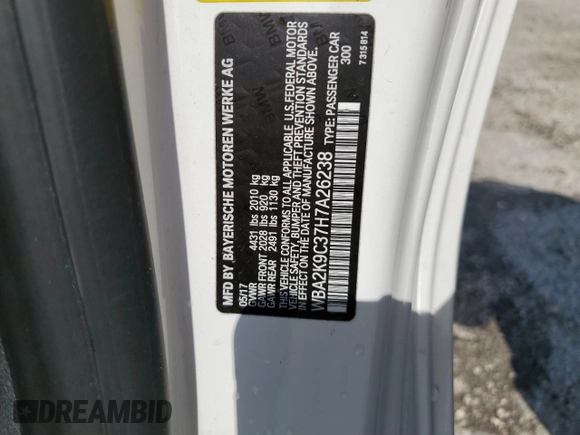 MFD BY BAYERISCHE MOTOREN WERKE AG
05/17
GVWR 4431 lbs 2010 kg
GAWR FRONT 2028 lbs 920 kg
GAWR REAR 2491 lbs 1130 kg
THIS VEHICLE CONFORMS TO ALL APPLICABLE U.S.FEDERAL MOTOR
VEHICLE SAFETY, BUMPER AND THEFT PREVENTION STANDARDS
IN EFFECT ON THE DATE OF MANUFACTURE SHOWN ABOVE.
WBA2K9C37H7A26238 TYPE: PASSENGER CAR
300
7 315 814
DREAMBID